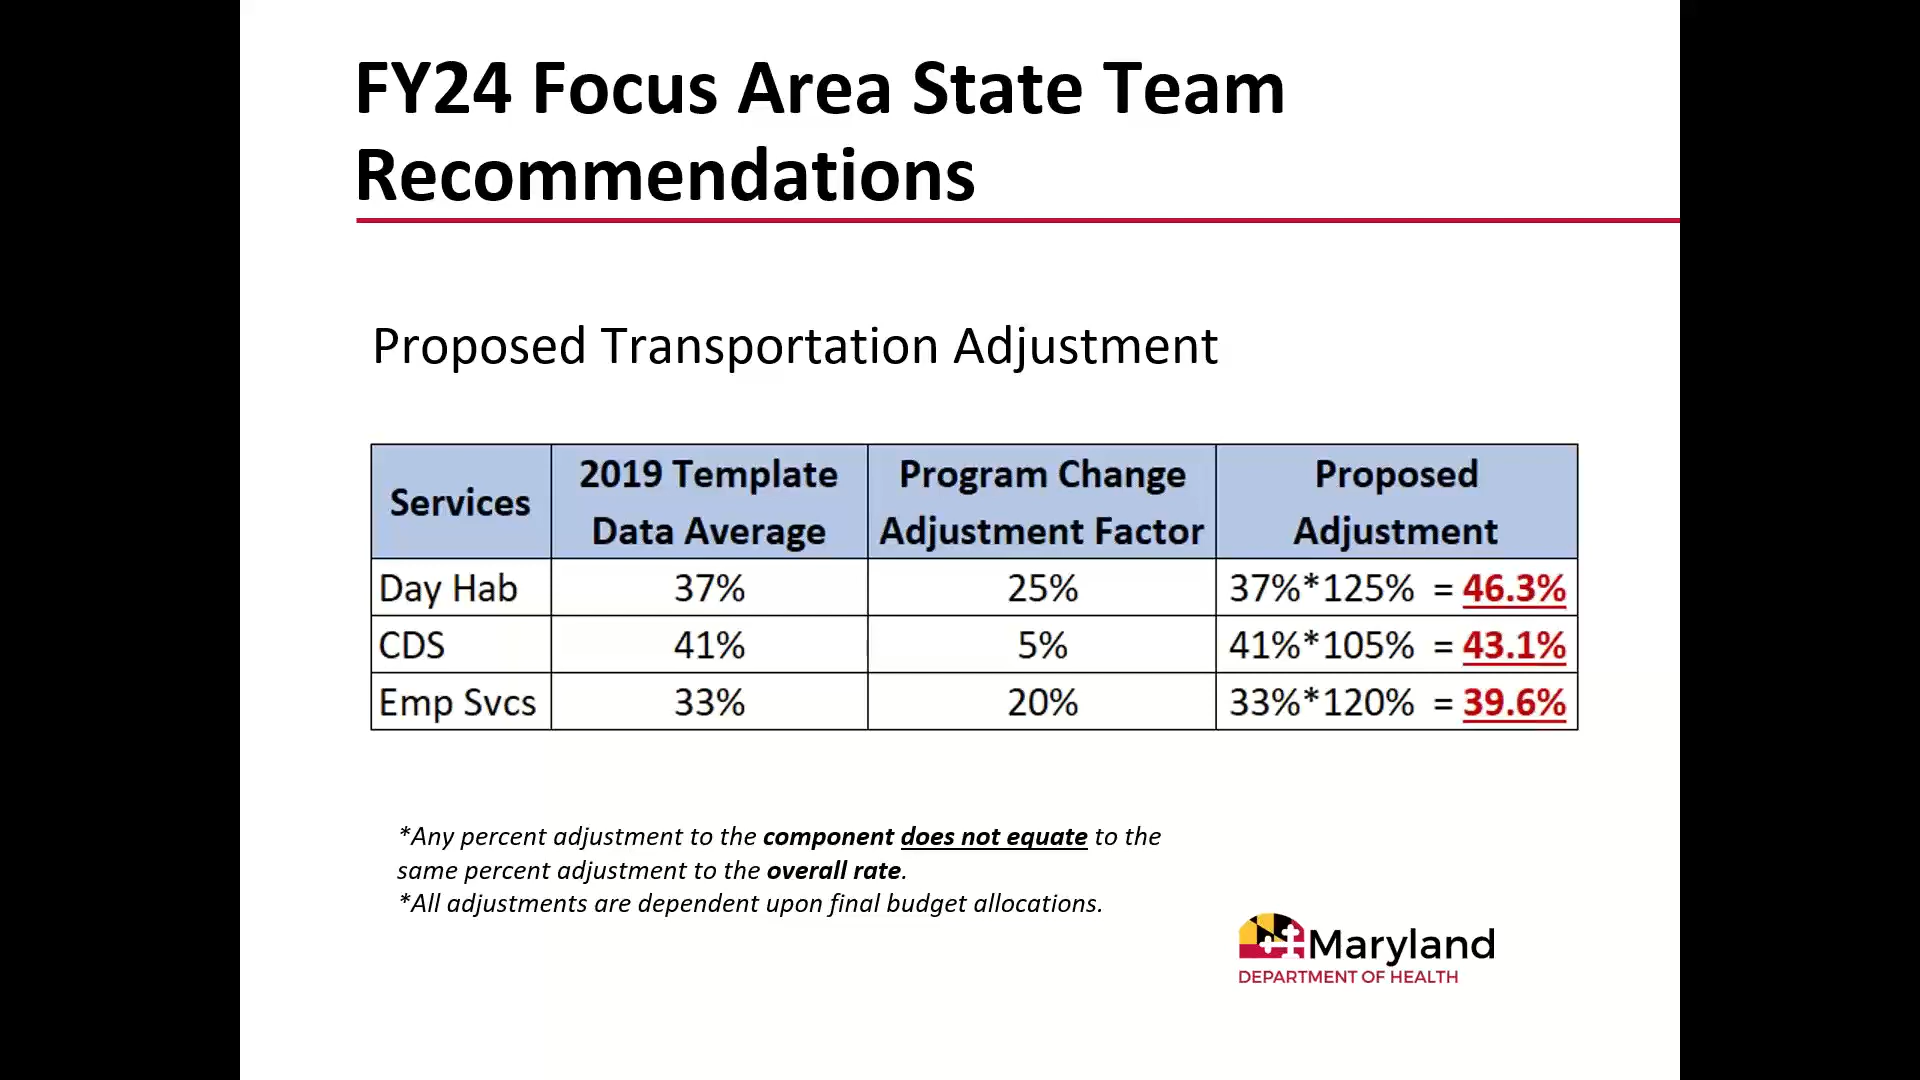 FY24 Focus Area State Team
Recommendations
Proposed Transportation Adjustment
Services
2019 Template
Data Average
Program Change
Adjustment Factor
Proposed
Adjustment
Day Hab 37% 25% 37%*125% = 46.3%
CDS 41% 5% 41%*105% = 43.1%
Emp Svcs 33% 20% 33%*120% = 39.6%
*Any percent adjustment to the component does not equate to the
same percent adjustment to the overall rate.
*All adjustments are dependent upon final budget allocations.
Maryland
DEPARTMENT OF HEALTH